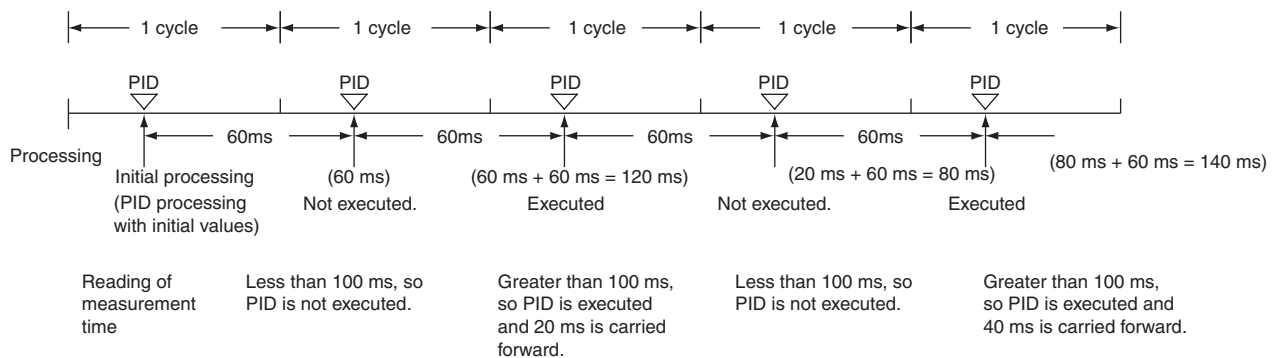 1 cycle 1 cycle 1 cycle 1 cycle 1 cycle
PID PID PID PID PID
60ms 60ms 60ms 60ms
Processing
Initial processing
(PID processing
with initial values)
(60 ms)
Not executed.
(60 ms + 60 ms = 120 ms)
Executed
(20 ms + 60 ms = 80 ms)
Not executed.
(80 ms + 60 ms = 140 ms)
Executed
Reading of
measurement
time
Less than 100 ms, so
PID is not executed.
Greater than 100 ms,
so PID is executed
and 20 ms is carried
forward.
Less than 100 ms, so
PID is not executed.
Greater than 100 ms,
so PID is executed and
40 ms is carried forward.